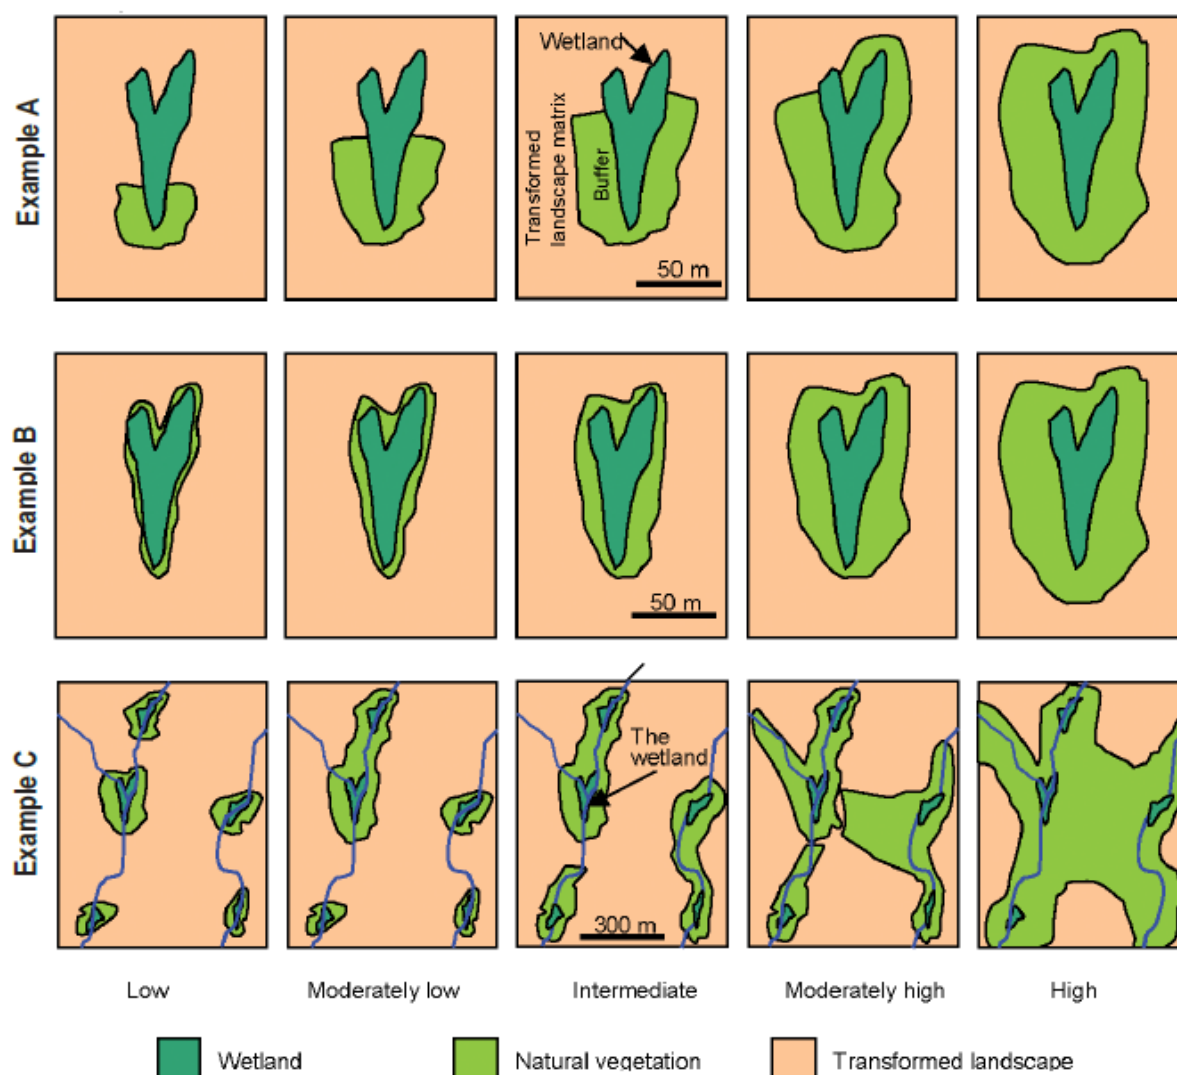 Example A
Wetland
Transformed
landscape matrix
Buffer
50 m
Example B
50 m
Example C
The
wetland
300 m
Low
Moderately low
Intermediate
Moderately high
High
Wetland
Natural vegetation
Transformed landscape